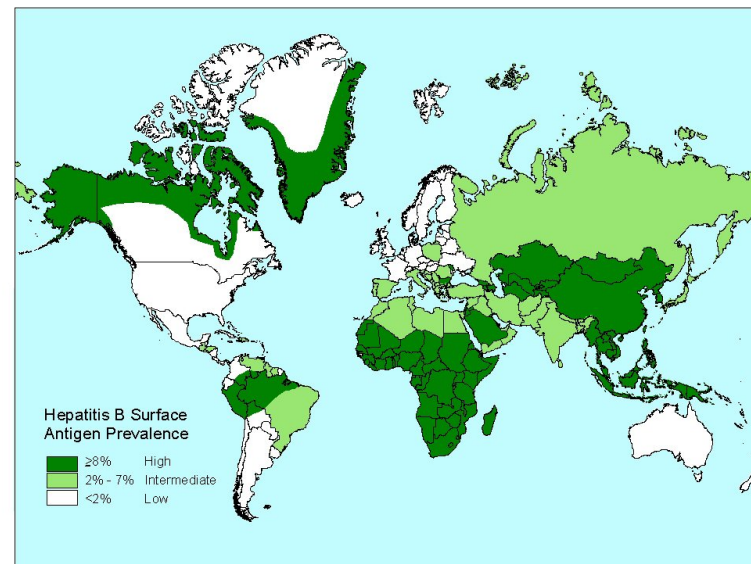 Hepatitis B Surface
Antigen Prevalence
≥8% High
2% - 7% Intermediate
<2% Low